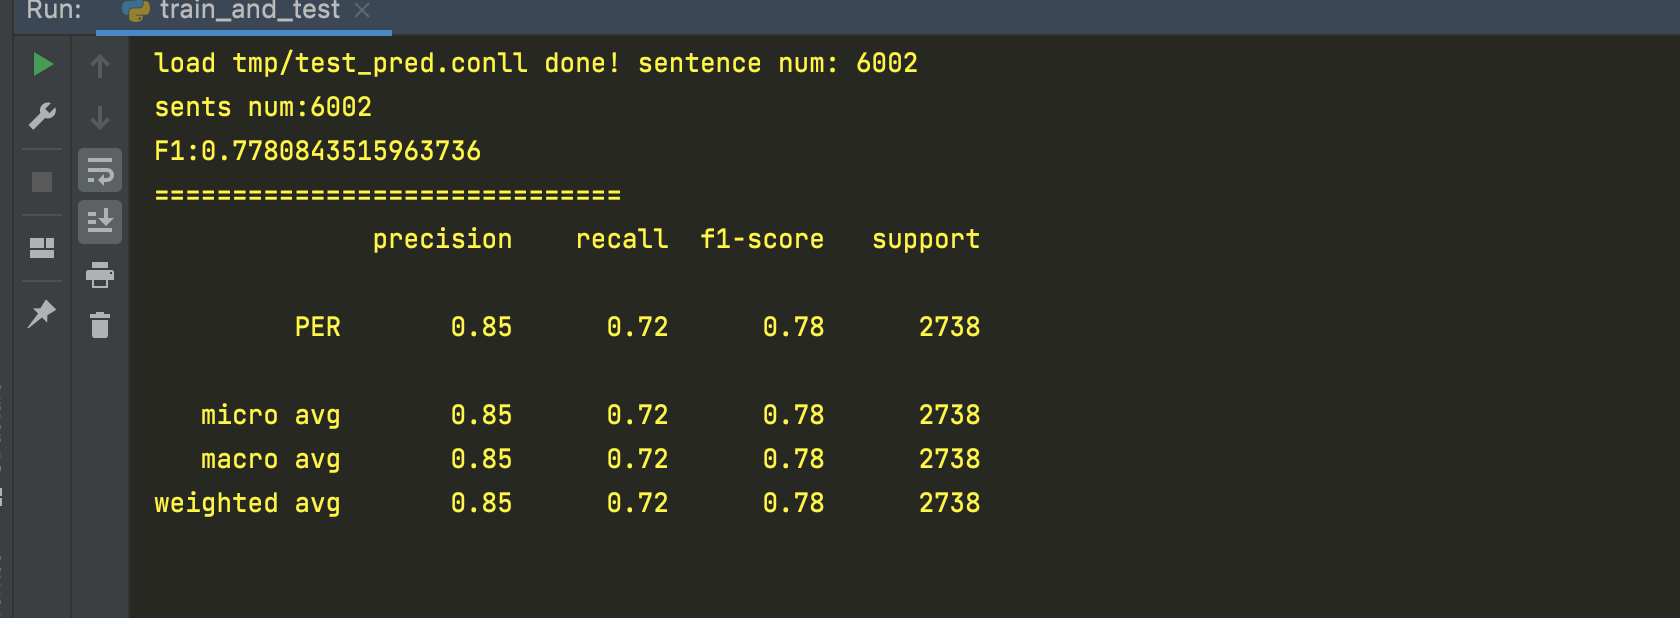 Run: train_and_test
load tmp/test_pred.conll done! sentence num: 6002
sents num:6002
F1:0.7780843515963736
==============================
precision recall f1-score support
PER 0.85 0.72 0.78 2738
micro avg 0.85 0.72 0.78 2738
macro avg 0.85 0.72 0.78 2738
weighted avg 0.85 0.72 0.78 2738